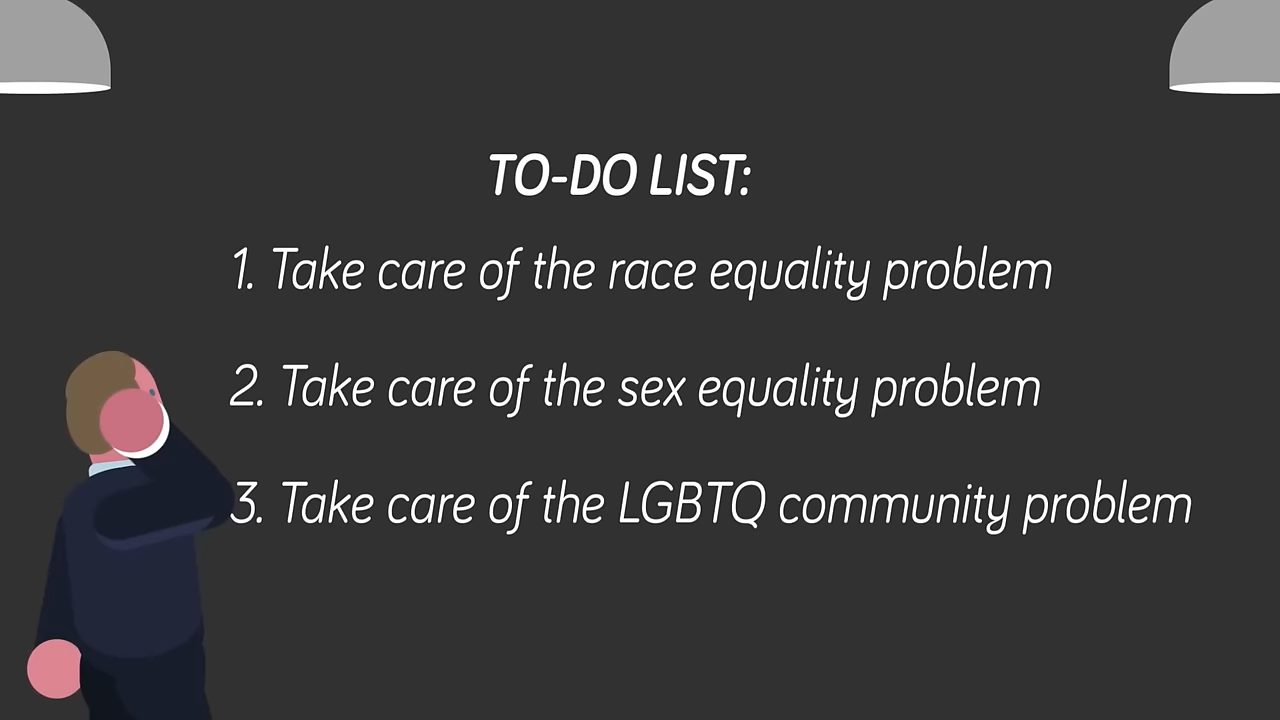 TO-DO LIST:
1. Take care of the race equality problem
2. Take care of the sex equality problem
3. Take care of the LGBTQ community problem